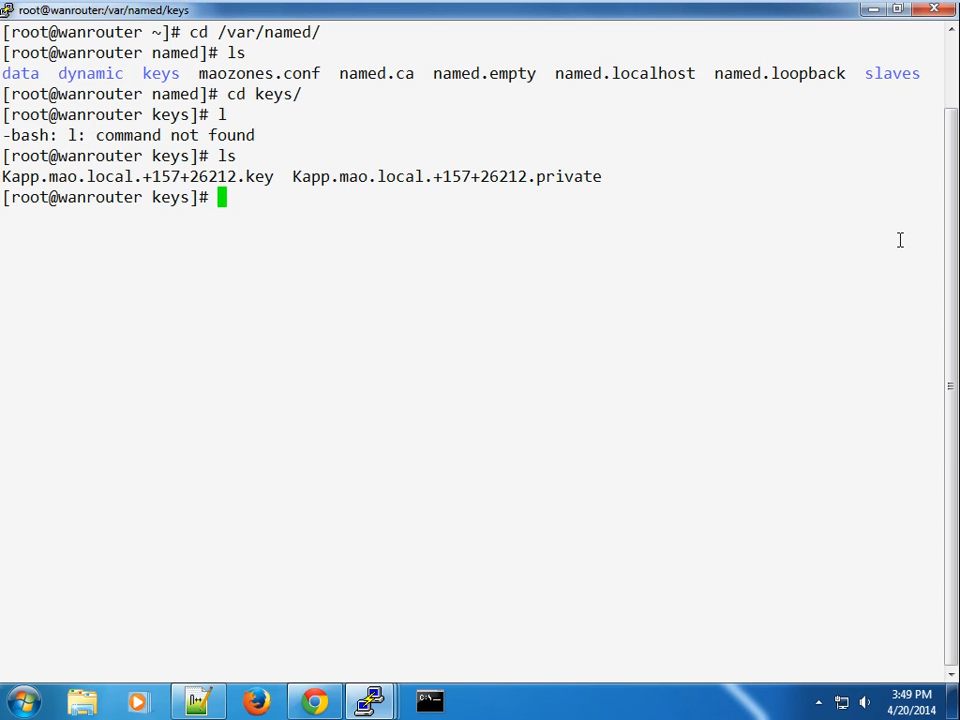 root@wanrouter:/var/named/keys
[root@wanrouter ~]# cd /var/named/
[root@wanrouter named]# ls
data  dynamic  keys  maozones.conf  named.ca  named.empty  named.localhost  named.loopback  slaves
[root@wanrouter named]# cd keys/
[root@wanrouter keys]# l
-bash: l: command not found
[root@wanrouter keys]# ls
Kapp.mao.local.+157+26212.key  Kapp.mao.local.+157+26212.private
[root@wanrouter keys]#
3:49 PM
4/20/2014